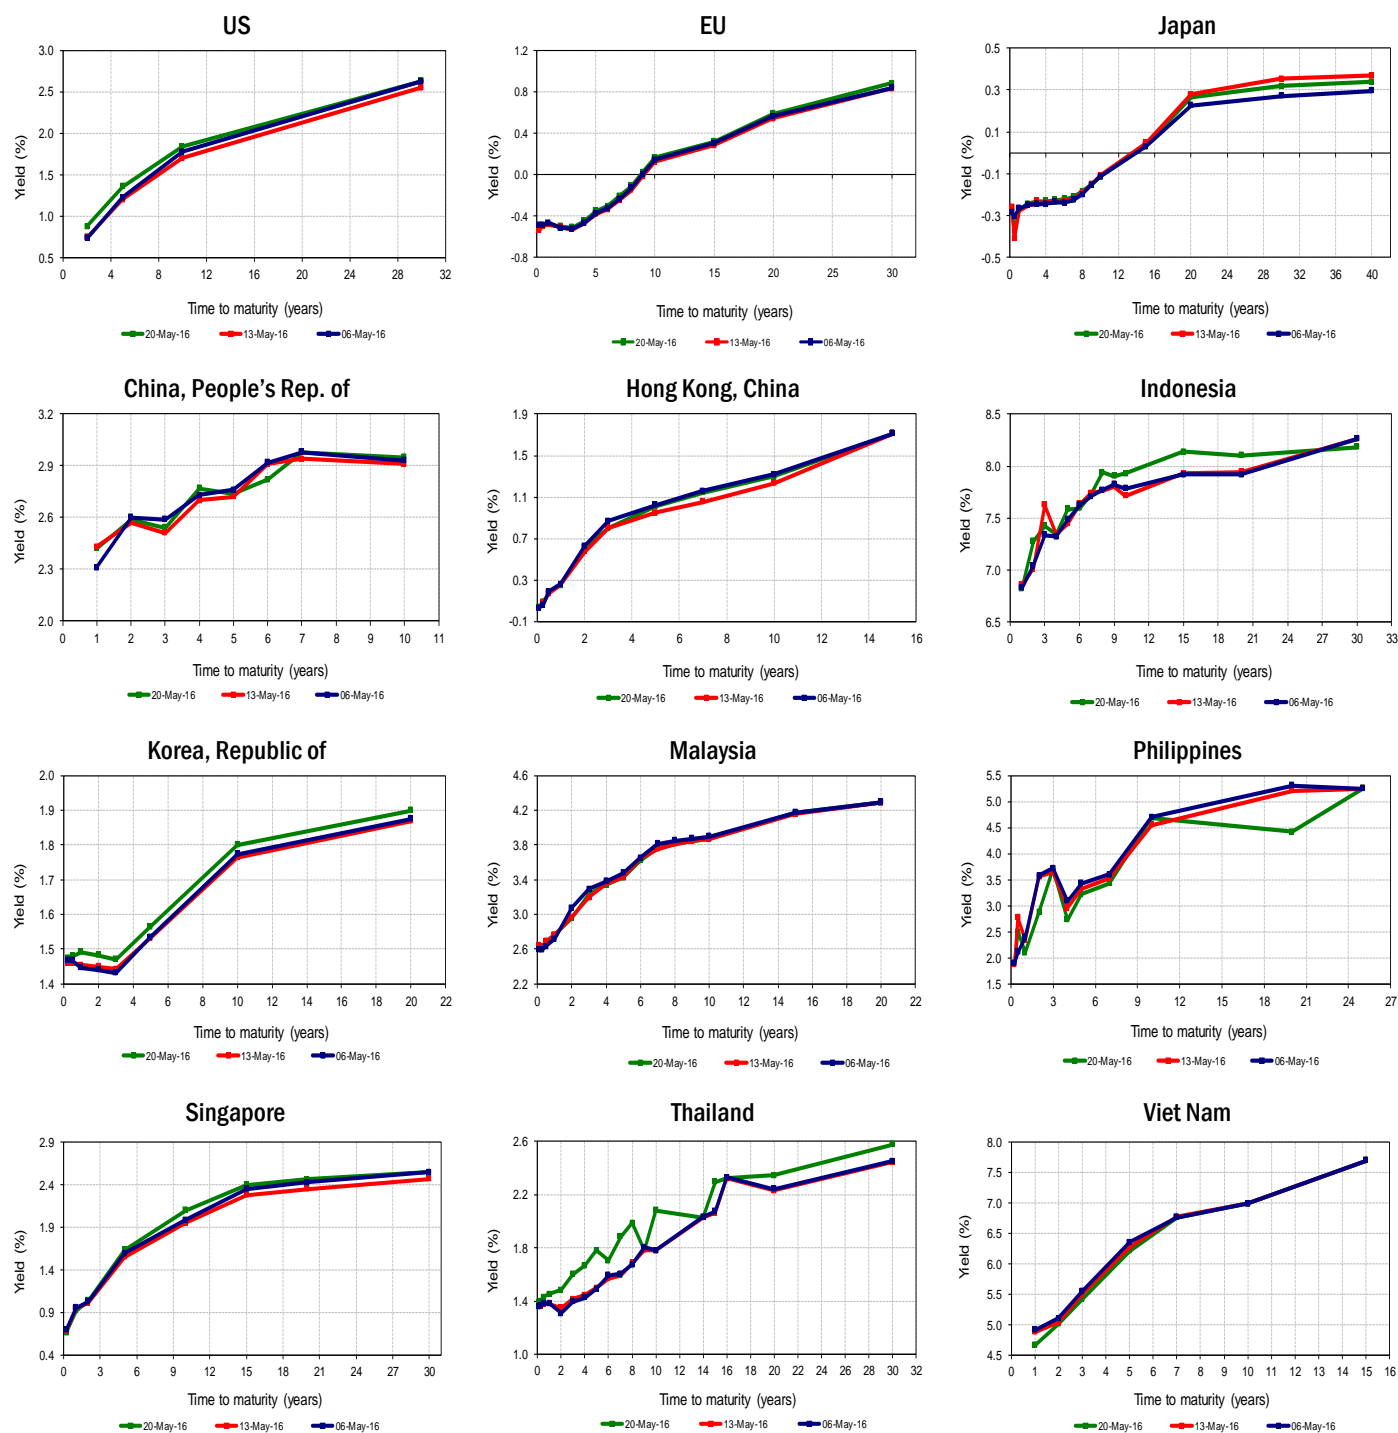 US
EU
Japan
3.0
2.5
2.0
1.5
1.0
0.5
Yield (%)
0 4 8 12 16 20 24 28 32
Time to maturity (years)
20-May-16 13-May-16 06-May-16
1.2
0.8
0.4
0.0
-0.4
-0.8
Yield (%)
0 5 10 15 20 25 30
Time to maturity (years)
20-May-16 13-May-16 06-May-16
0.5
0.3
0.1
-0.1
-0.3
-0.5
Yield (%)
0 4 8 12 16 20 24 28 32 36 40
Time to maturity (years)
20-May-16 13-May-16 06-May-16
China, People's Rep. of
Hong Kong, China
Indonesia
3.2
2.9
2.6
2.3
2.0
Yield (%)
0 1 2 3 4 5 6 7 8 9 10 11
Time to maturity (years)
20-May-16 13-May-16 06-May-16
1.9
1.5
1.1
0.7
0.3
-0.1
Yield (%)
0 2 4 6 8 10 12 14 16
Time to maturity (years)
20-May-16 13-May-16 06-May-16
8.5
8.0
7.5
7.0
6.5
Yield (%)
0 3 6 9 12 15 18 21 24 27 30 33
Time to maturity (years)
20-May-16 13-May-16 06-May-16
Korea, Republic of
Malaysia
Philippines
2.0
1.9
1.8
1.7
1.6
1.5
1.4
Yield (%)
0 2 4 6 8 10 12 14 16 18 20 22
Time to maturity (years)
20-May-16 13-May-16 06-May-16
4.6
4.2
3.8
3.4
3.0
2.6
2.2
Yield (%)
0 2 4 6 8 10 12 14 16 18 20 22
Time to maturity (years)
20-May-16 13-May-16 06-May-16
5.5
5.0
4.5
4.0
3.5
3.0
2.5
2.0
1.5
Yield (%)
0 3 6 9 12 15 18 21 24 27
Time to maturity (years)
20-May-16 13-May-16 06-May-16
Singapore
Thailand
Viet Nam
2.9
2.4
1.9
1.4
0.9
0.4
Yield (%)
0 3 6 9 12 15 18 21 24 27 30
Time to maturity (years)
20-May-16 13-May-16 06-May-16
2.6
2.2
1.8
1.4
1.0
Yield (%)
0 2 4 6 8 10 12 14 16 18 20 22 24 26 28 30 32
Time to maturity (years)
20-May-16 13-May-16 06-May-16
8.0
7.5
7.0
6.5
6.0
5.5
5.0
4.5
Yield (%)
0 1 2 3 4 5 6 7 8 9 10 11 12 13 14 15 16
Time to maturity (years)
20-May-16 13-May-16 06-May-16